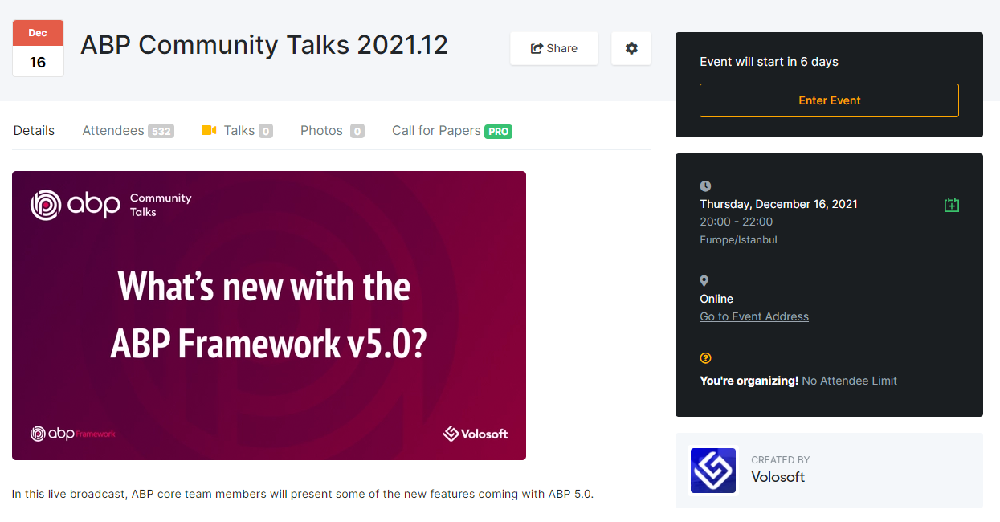 Dec
16
ABP Community Talks 2021.12
Share
Details
Attendees 532
Talks 0
Photos 0
Call for Papers PRO
abp Community
Talks
What's new with the
ABP Framework v5.0?
abp Framework
Volosoft
In this live broadcast, ABP core team members will present some of the new features coming with ABP 5.0.
Event will start in 6 days
Enter Event
Thursday, December 16, 2021
20:00 - 22:00
Europe/Istanbul
Online
Go to Event Address
You're organizing! No Attendee Limit
CREATED BY
Volosoft